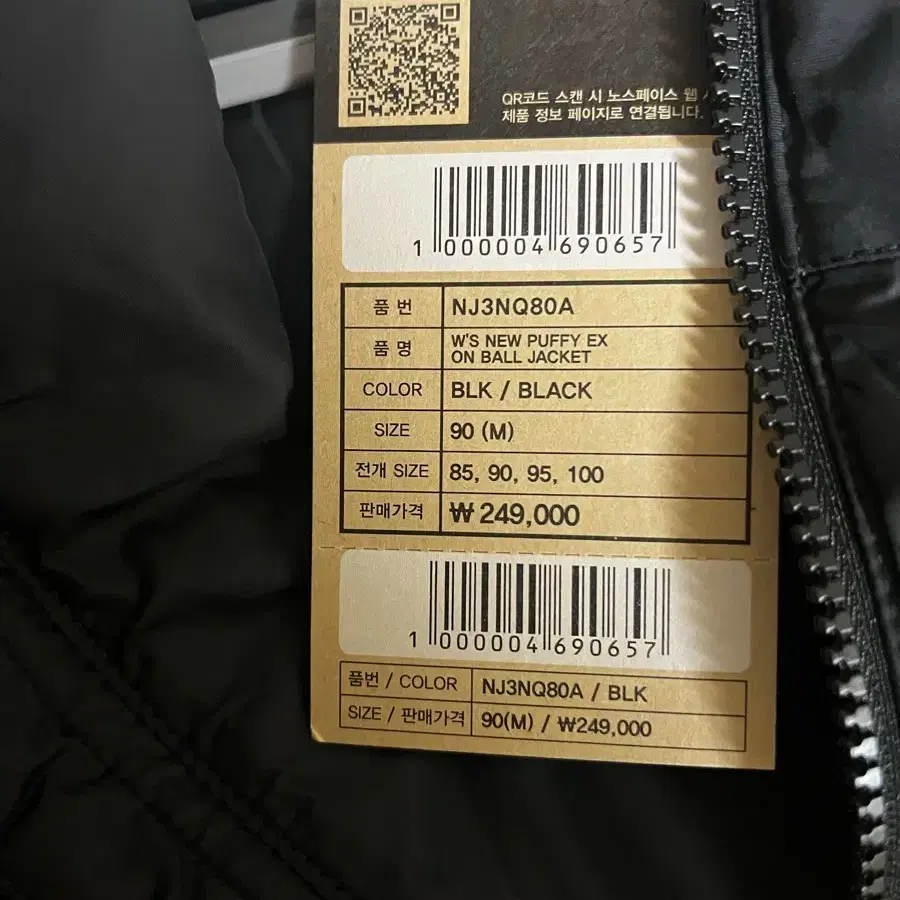 QR코드 스캔 시 노스페이스 웹
제품 정보 페이지로 연결됩니다.
1 000004 690657
품 번 NJ3NQ80A
품 명 W'S NEW PUFFY EX
ON BALL JACKET
COLOR BLK / BLACK
SIZE 90 (M)
전개 SIZE 85, 90, 95, 100
판매가격 ₩ 249,000
1 000004 690657
품번 / COLOR NJ3NQ80A / BLK
SIZE / 판매가격 90(M) / ₩249,000